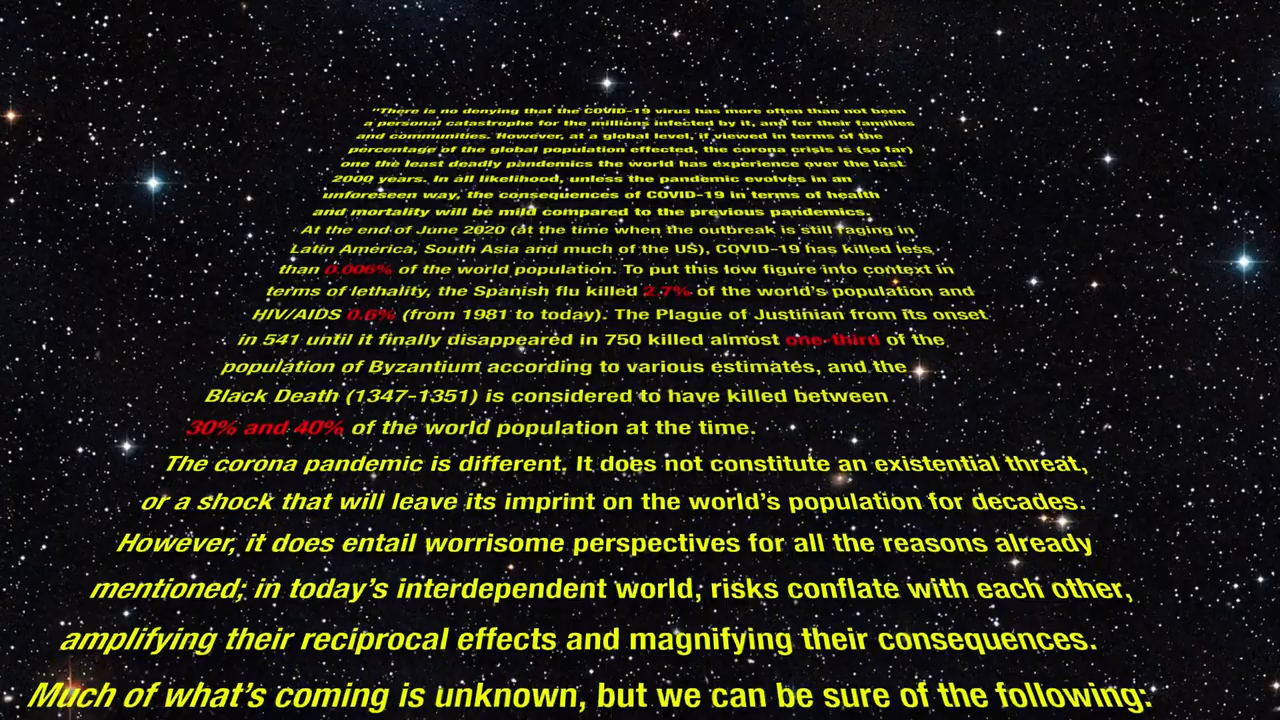 "There is no denying that the COVID-19 virus has more often than not been
a personal catastrophe for the millions infected by it, and for their families
and communities. However, at a global level, if viewed in terms of the
percentage of the global population effected, the corona crisis is (so far)
one the least deadly pandemics the world has experience over the last
2000 years. In all likelihood, unless the pandemic evolves in an
unforeseen way, the consequences of COVID-19 in terms of health
and mortality will be mild compared to the previous pandemics.
At the end of June 2020 (at the time when the outbreak is still raging in
Latin America, South Asia and much of the US), COVID-19 has killed less
than 0.006% of the world population. To put this low figure into context in
terms of lethality, the Spanish flu killed 2.7% of the world's population and
HIV/AIDS 0.6% (from 1981 to today). The Plague of Justinian from its onset
in 541 until it finally disappeared in 750 killed almost one-third of the
population of Byzantium according to various estimates, and the
Black Death (1347-1351) is considered to have killed between
30% and 40% of the world population at the time.
The corona pandemic is different. It does not constitute an existential threat,
or a shock that will leave its imprint on the world's population for decades.
However, it does entail worrisome perspectives for all the reasons already
mentioned; in today's interdependent world, risks conflate with each other,
amplifying their reciprocal effects and magnifying their consequences.
Much of what's coming is unknown, but we can be sure of the following: